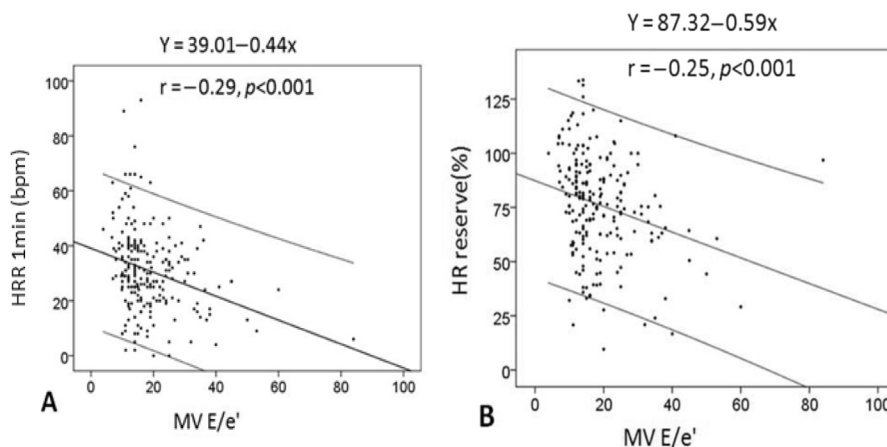 Y = 39.01−0.44x
r = −0.29, p<0.001
100
80
60
40
20
0
HRR 1min (bpm)
0 20 40 60 80 100
A
MV E/e'
Y = 87.32−0.59x
r = −0.25, p<0.001
125
100
75
50
25
0
HR reserve(%)
0 20 40 60 80 100
B
MV E/e'